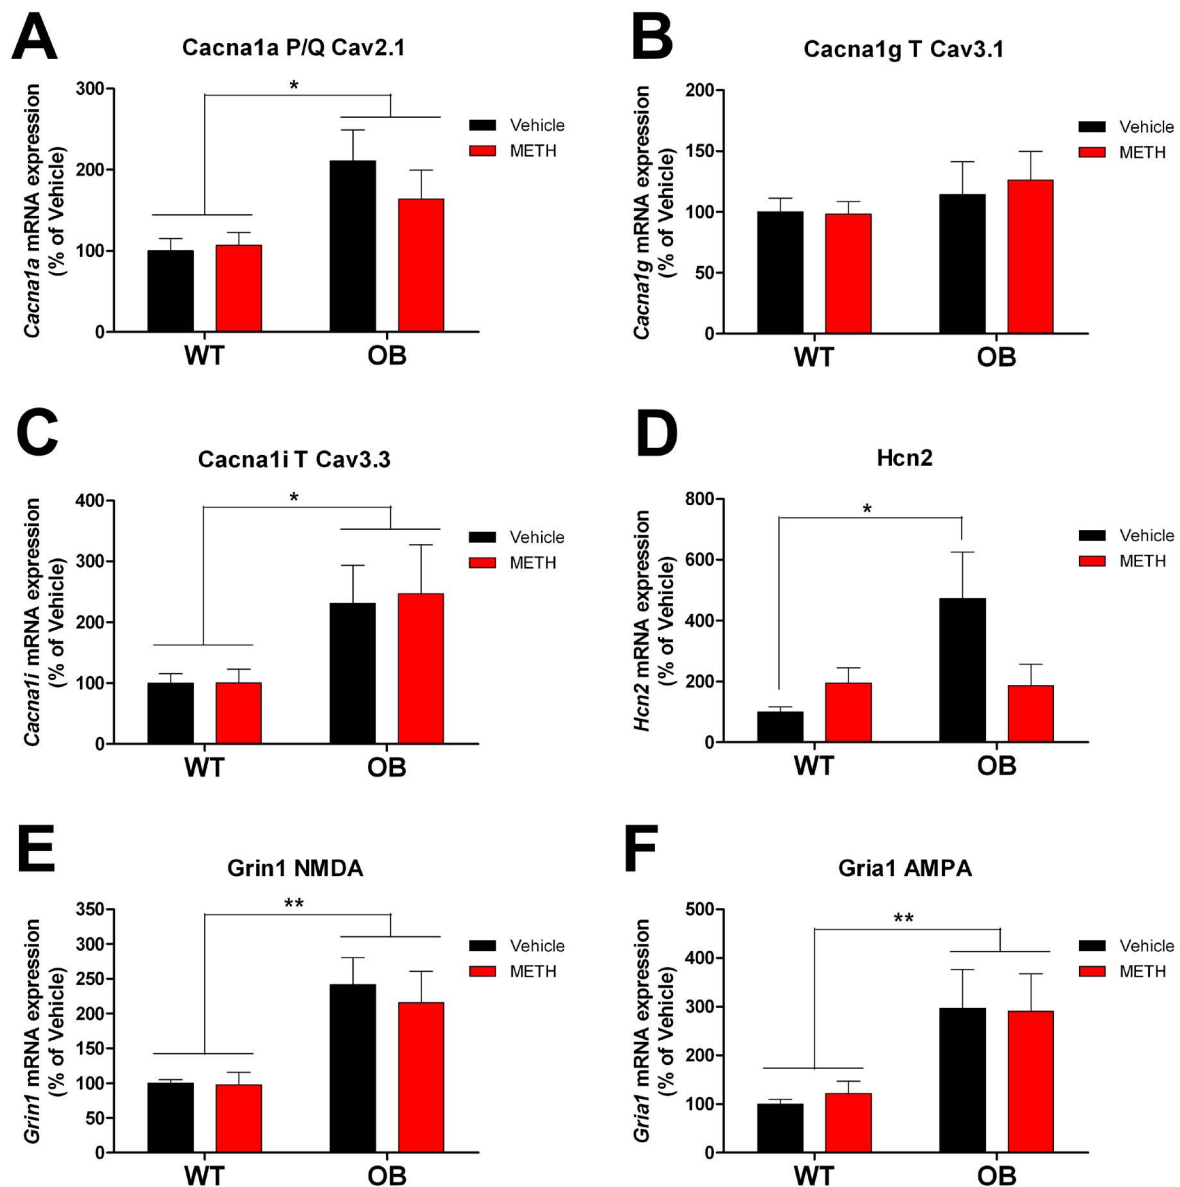 A
Cacna1a P/Q Cav2.1
Cacna1a mRNA expression
(% of Vehicle)
300
200
100
0
*
WT
OB
Vehicle
METH
B
Cacna1g T Cav3.1
Cacna1g mRNA expression
(% of Vehicle)
200
150
100
50
0
WT
OB
Vehicle
METH
C
Cacna1i T Cav3.3
Cacna1i mRNA expression
(% of Vehicle)
400
300
200
100
0
*
WT
OB
Vehicle
METH
D
Hcn2
Hcn2 mRNA expression
(% of Vehicle)
800
600
400
200
0
*
WT
OB
Vehicle
METH
E
Grin1 NMDA
Grin1 mRNA expression
(% of Vehicle)
350
300
250
200
150
100
50
0
**
WT
OB
Vehicle
METH
F
Gria1 AMPA
Gria1 mRNA expression
(% of Vehicle)
500
400
300
200
100
0
**
WT
OB
Vehicle
METH